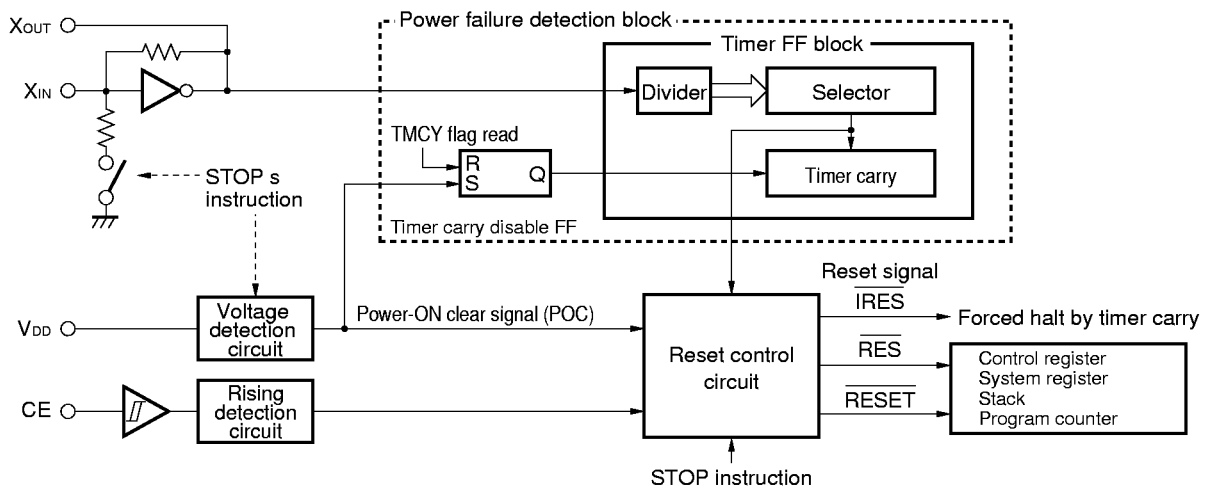 XOUT
XIN
Power failure detection block
Timer FF block
Divider
Selector
TMCY flag read
R
S
Q
Timer carry
STOP s
instruction
Timer carry disable FF
VDD
Voltage
detection
circuit
Power-ON clear signal (POC)
Reset control
circuit
Reset signal
IRES
Forced halt by timer carry
RES
RESET
Control register
System register
Stack
Program counter
CE
Rising
detection
circuit
STOP instruction